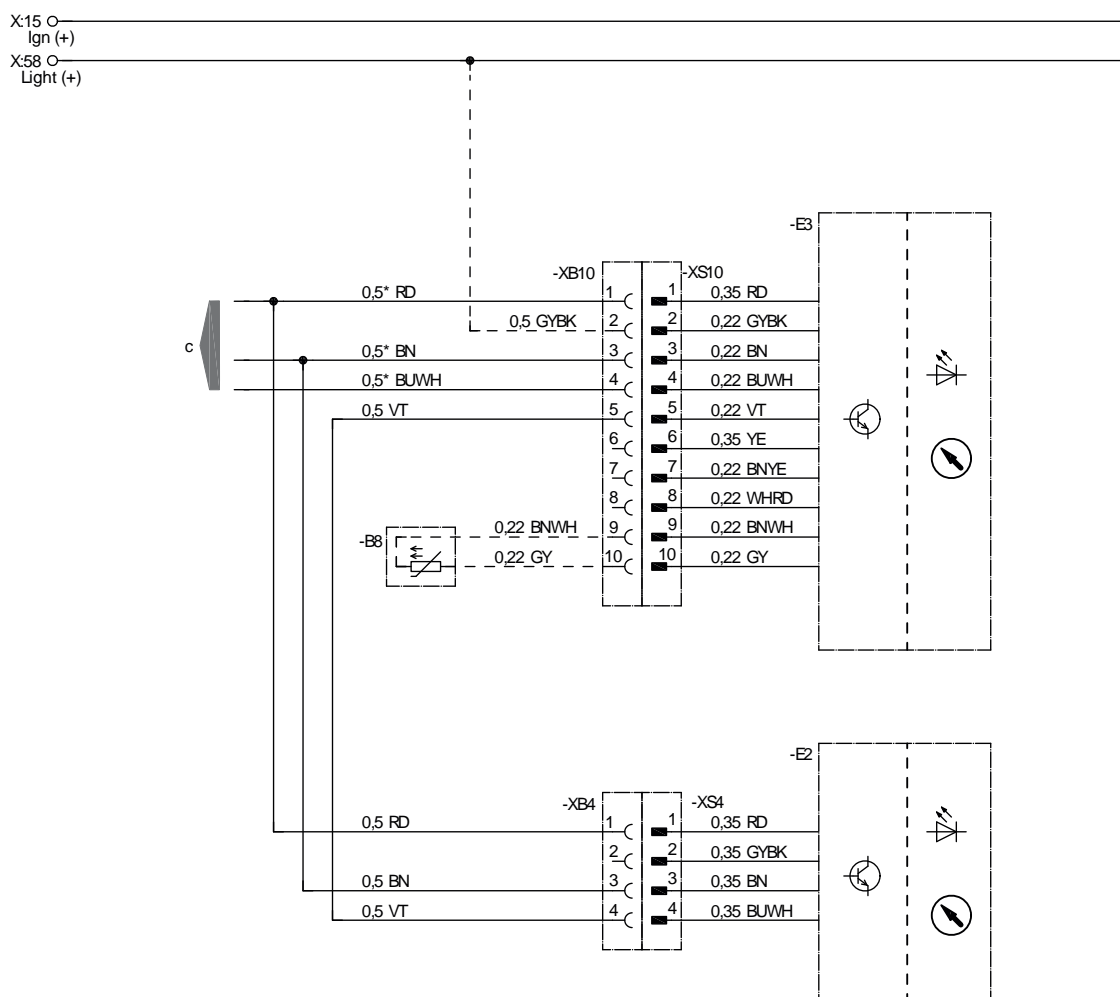 X:15
Ign (+)
X:58
Light (+)
-E3
-XB10
-XS10
0,5* RD
1
1
0,35 RD
0,5 GYBK
2
2
0,22 GYBK
c
0,5* BN
3
3
0,22 BN
0,5* BUWH
4
4
0,22 BUWH
0,5 VT
5
5
0,22 VT
6
6
0,35 YE
7
7
0,22 BNYE
8
8
0,22 WHRD
-B8
0,22 BNWH
9
9
0,22 BNWH
0,22 GY
10
10
0,22 GY
-E2
-XB4
-XS4
0,5 RD
1
1
0,35 RD
2
2
0,35 GYBK
0,5 BN
3
3
0,35 BN
0,5 VT
4
4
0,35 BUWH